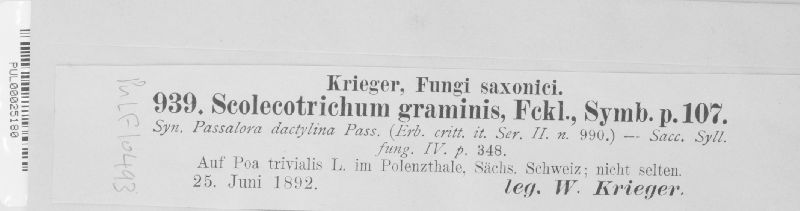 Krieger, Fungi saxonici.
939. Scolecotrichum graminis, Fckl., Symb. p. 107.
Syn. Passalora dactylina Pass. (Erb. critt. it. Ser. II. n. 990.) — Sacc. Syll.
fung. IV. p. 348.
Auf Poa trivialis L. im Polenzthale, Sächs. Schweiz; nicht selten.
25. Juni 1892.
leg. W. Krieger.
PUL00025180